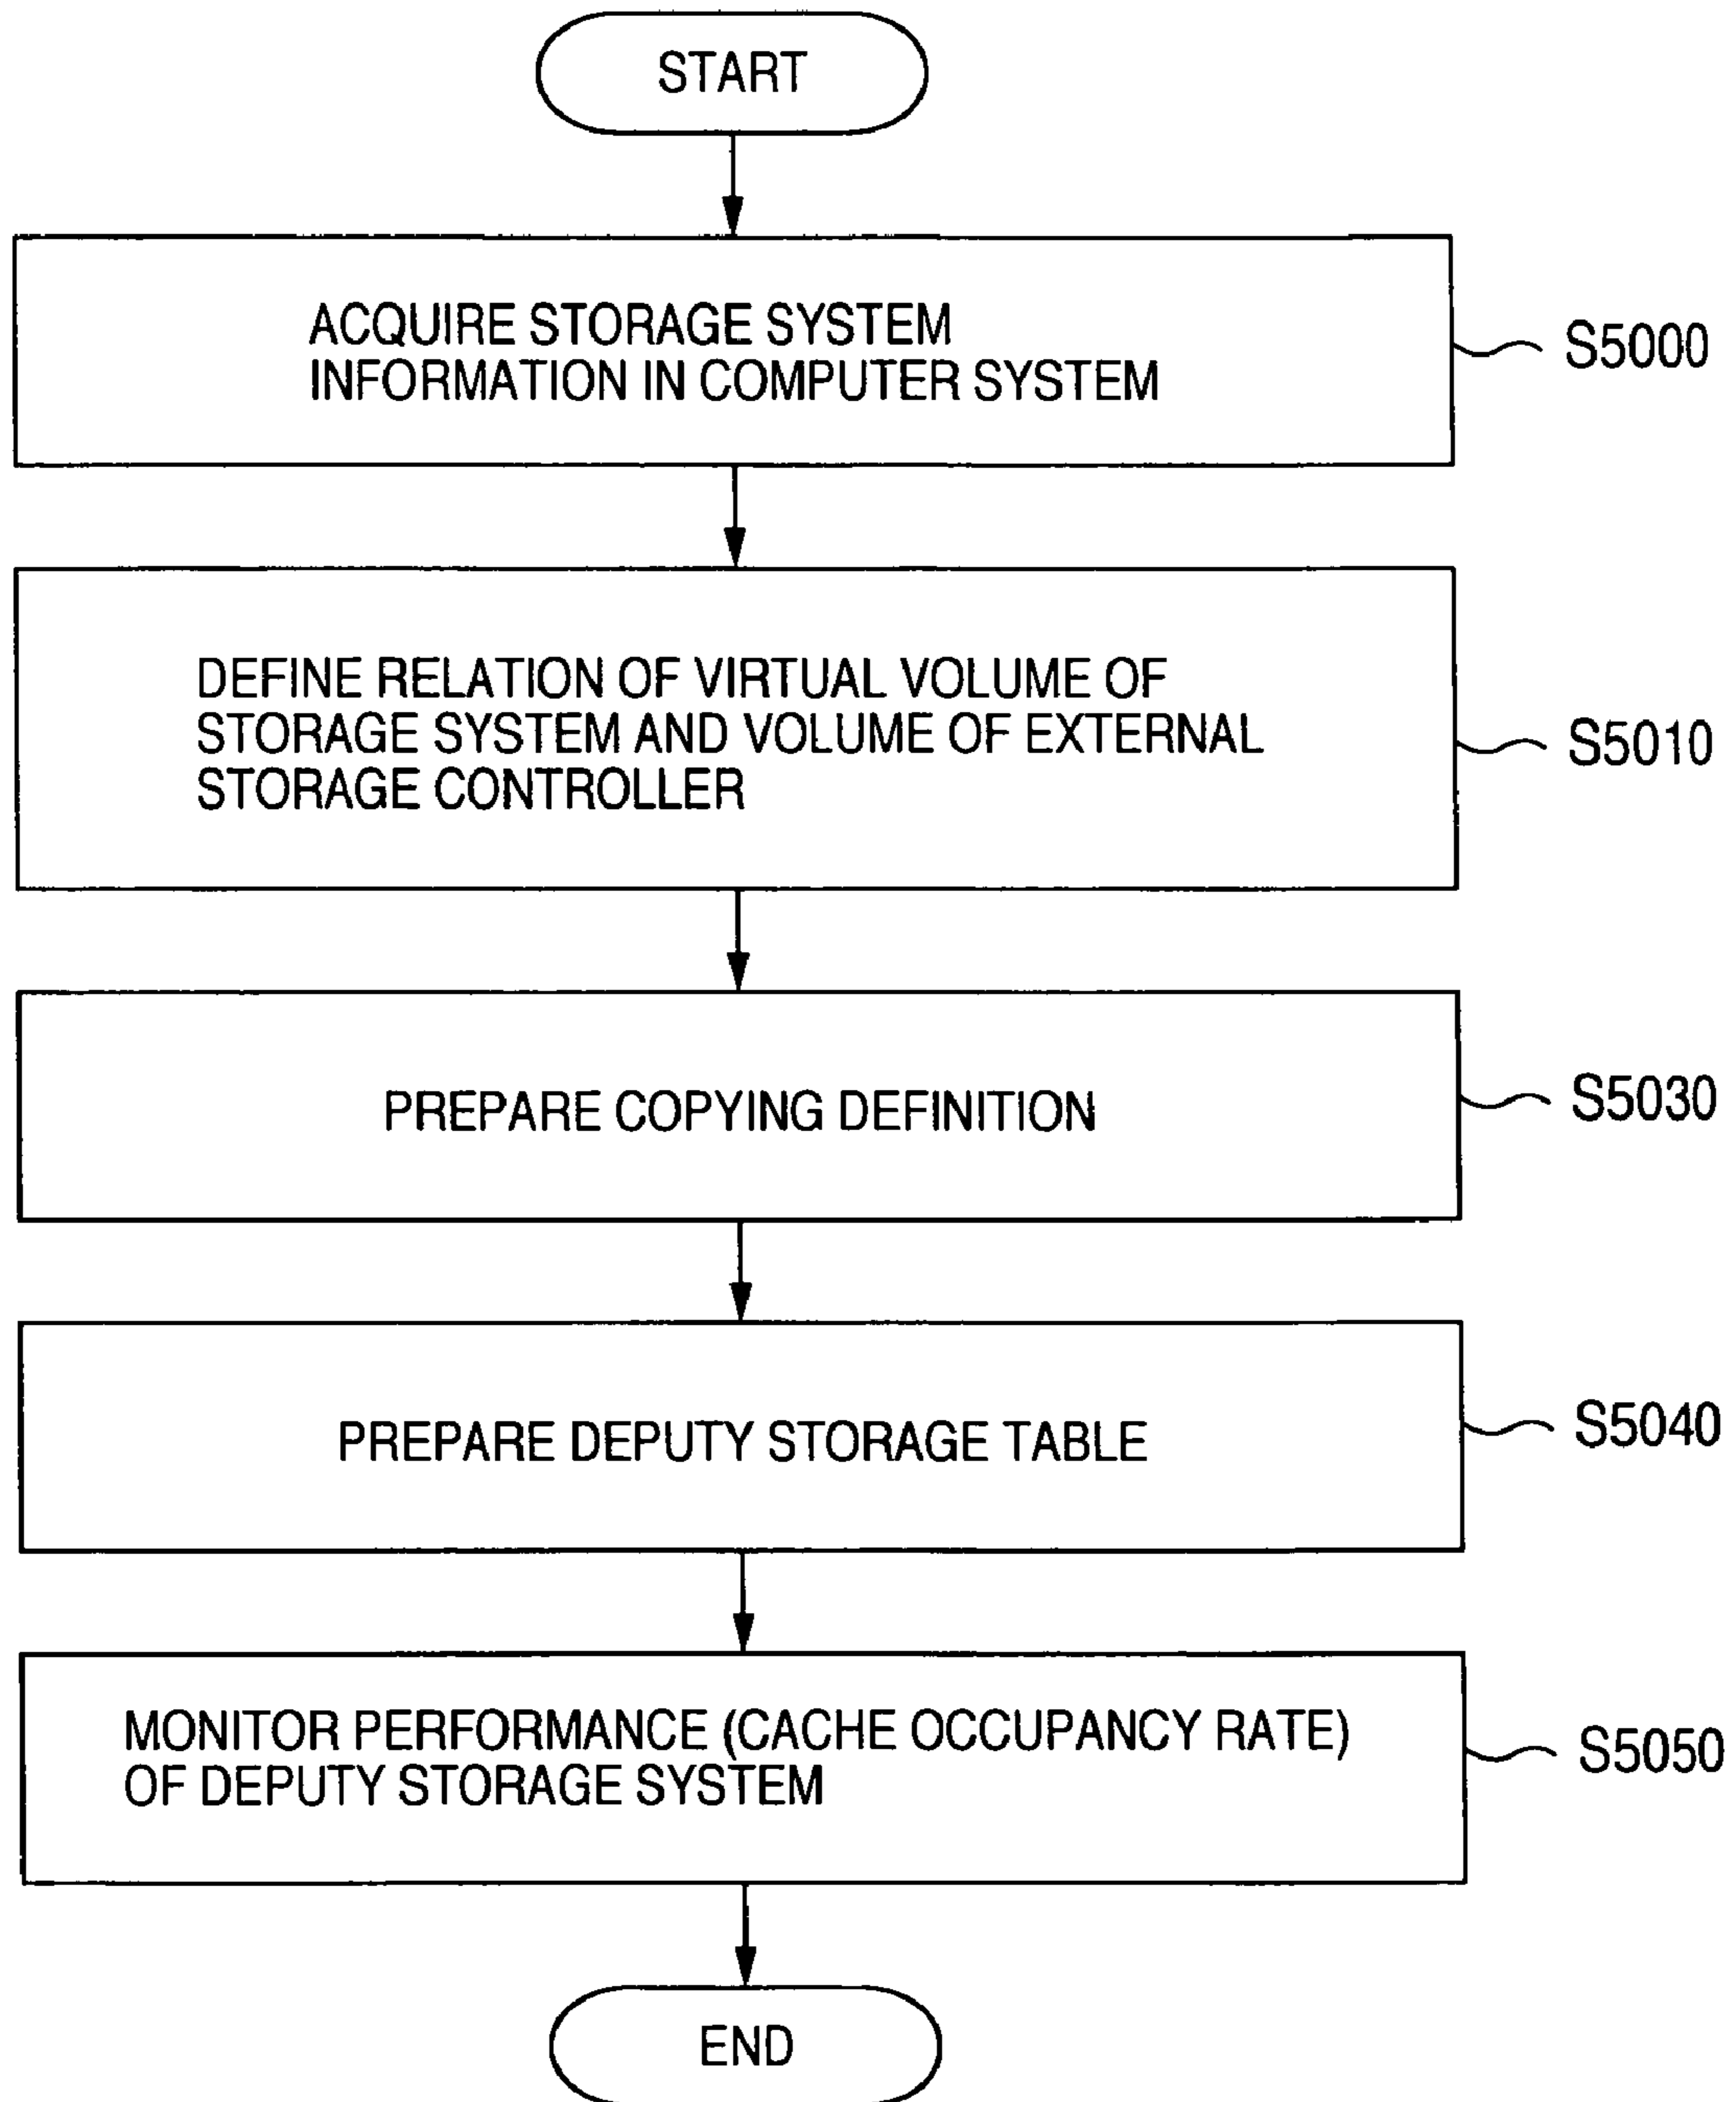 START
ACQUIRE STORAGE SYSTEM
INFORMATION IN COMPUTER SYSTEM
S5000
DEFINE RELATION OF VIRTUAL VOLUME OF
STORAGE SYSTEM AND VOLUME OF EXTERNAL
STORAGE CONTROLLER
S5010
PREPARE COPYING DEFINITION
S5030
PREPARE DEPUTY STORAGE TABLE
S5040
MONITOR PERFORMANCE (CACHE OCCUPANCY RATE)
OF DEPUTY STORAGE SYSTEM
S5050
END